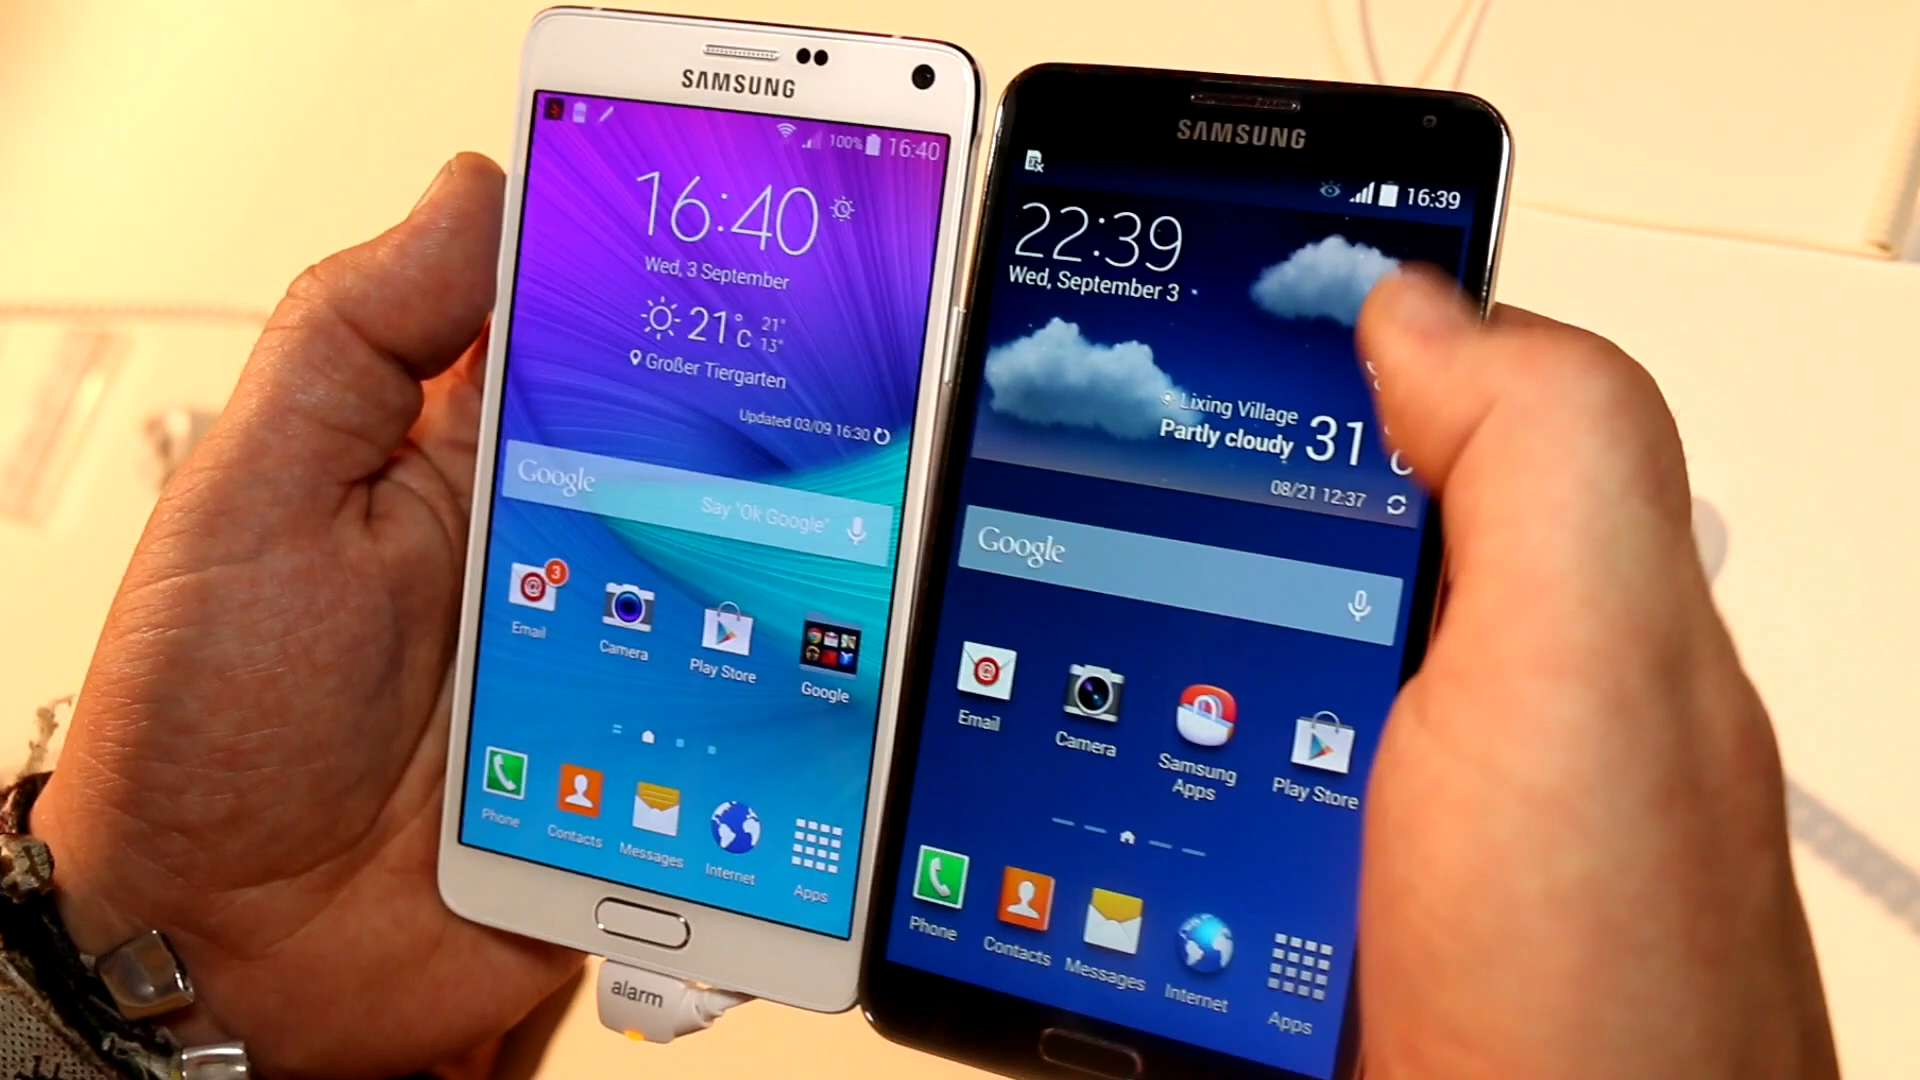 SAMSUNG
100% 16:40
16:40
Wed, 3 September
21°c 21°
13°
Großer Tiergarten
Updated 03/09 16:30
Google
Say "Ok Google"
3
Email
Camera
Play Store
Google
Phone
Contacts
Messages
Internet
Apps
alarm
SAMSUNG
16:39
22:39
Wed, September 3
Lixing Village
Partly cloudy 31
08/21 12:37
Google
Email
Camera
Samsung
Apps
Play Store
Phone
Contacts
Messages
Internet
Apps